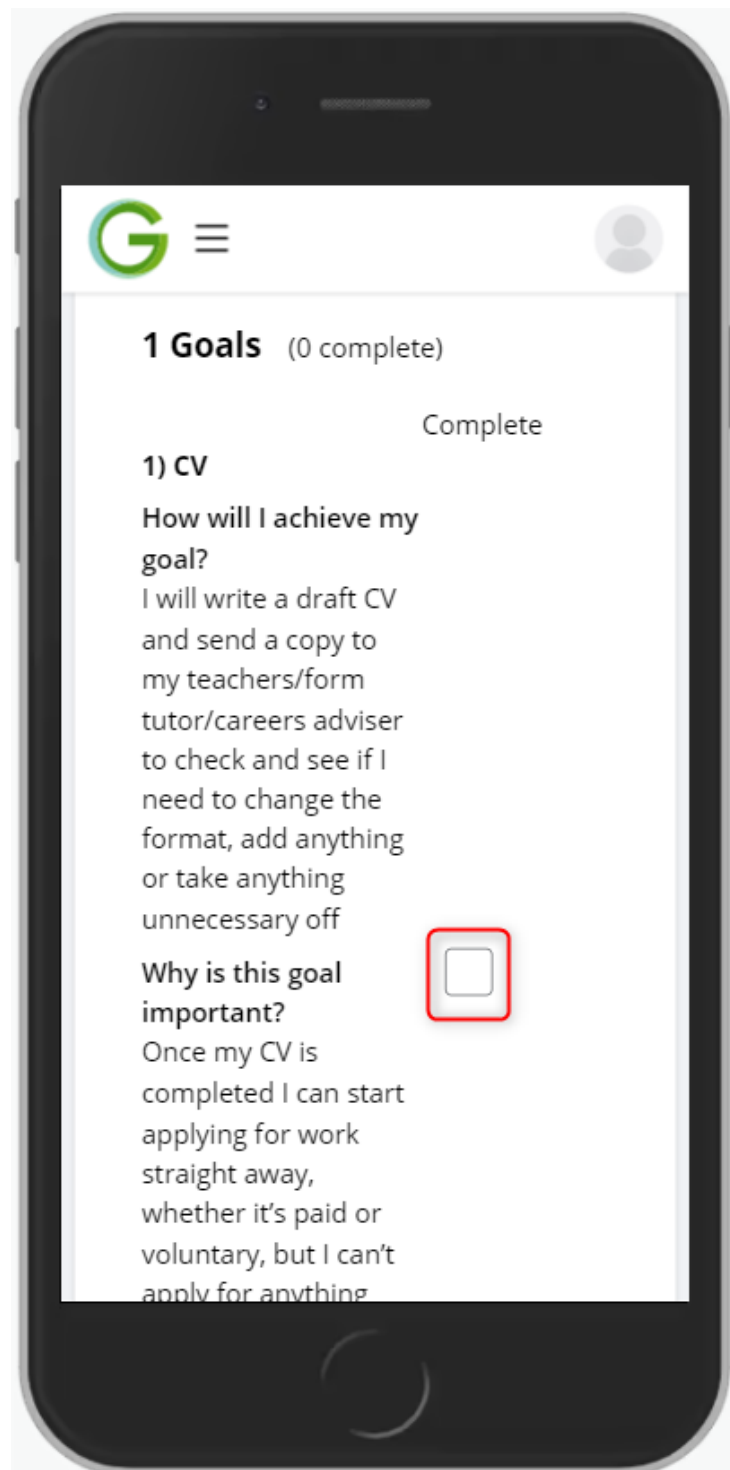 G
1 Goals (0 complete)
Complete
1) CV
How will I achieve my
goal?
I will write a draft CV
and send a copy to
my teachers/form
tutor/careers adviser
to check and see if I
need to change the
format, add anything
or take anything
unnecessary off
Why is this goal
important?
Once my CV is
completed I can start
applying for work
straight away,
whether it’s paid or
voluntary, but I can’t
apply for anything